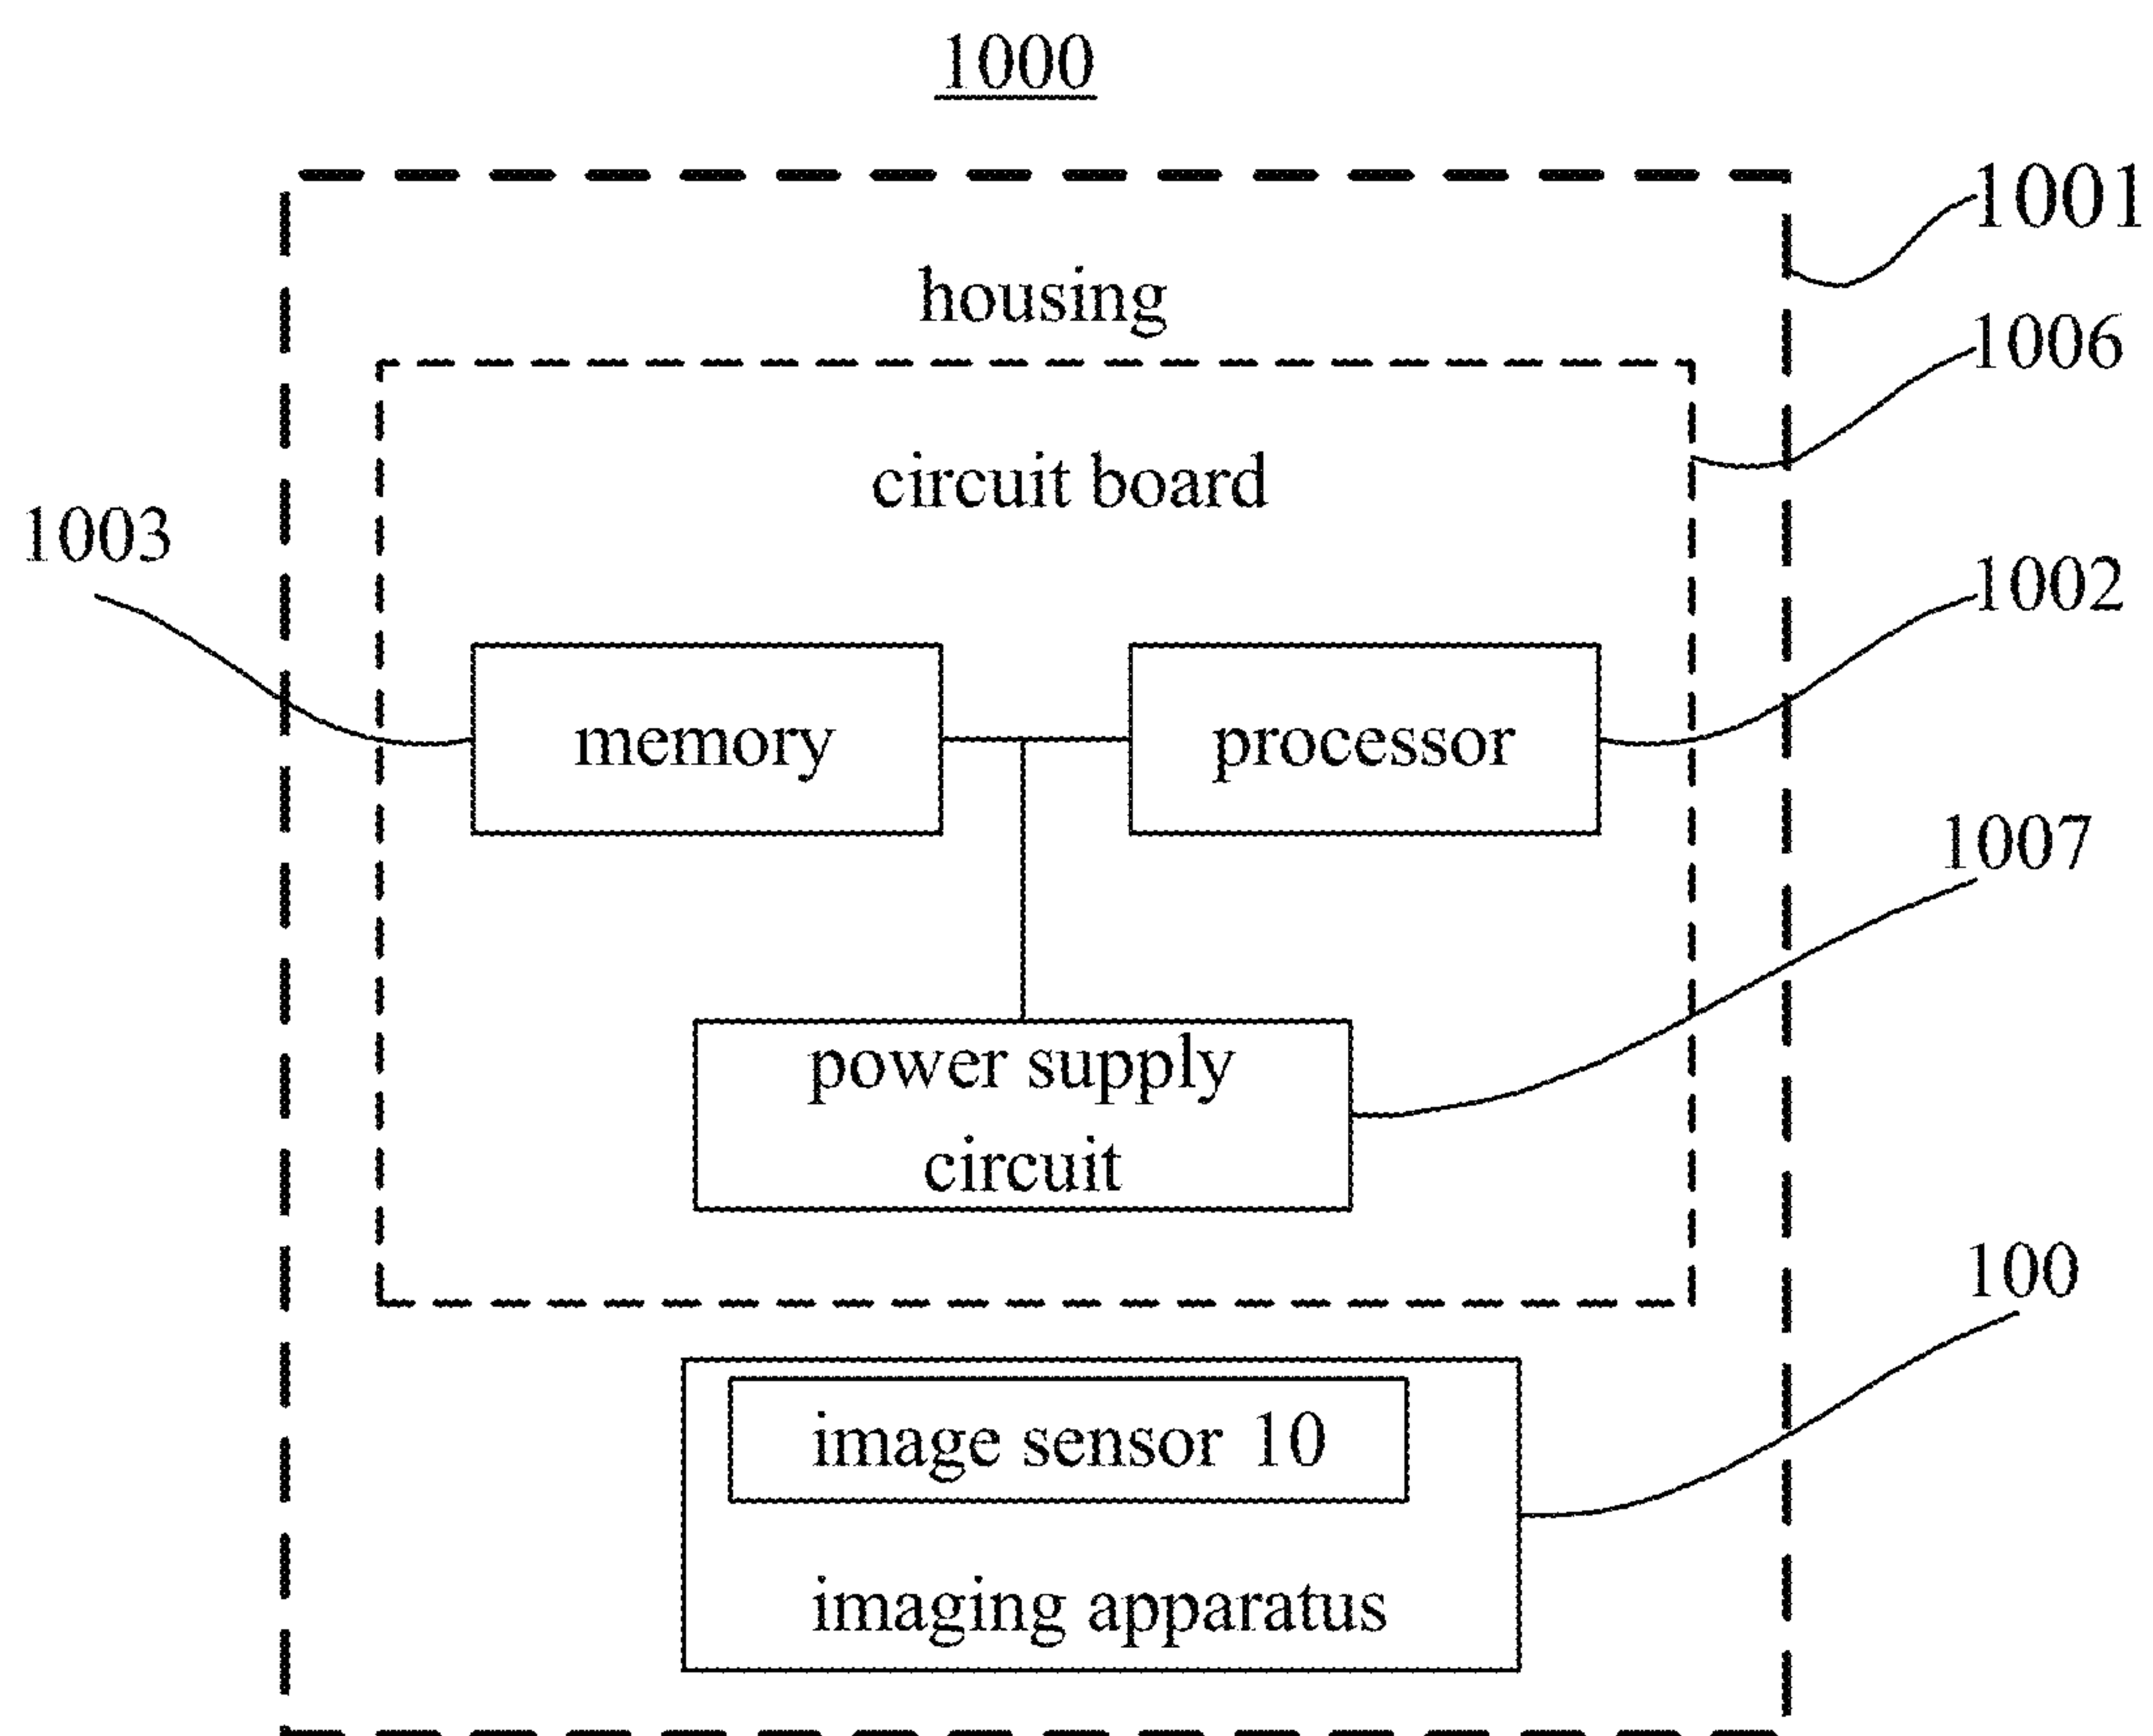 1000
1001
housing
1006
circuit board
1003
1002
memory
processor
1007
power supply
circuit
100
image sensor 10
imaging apparatus